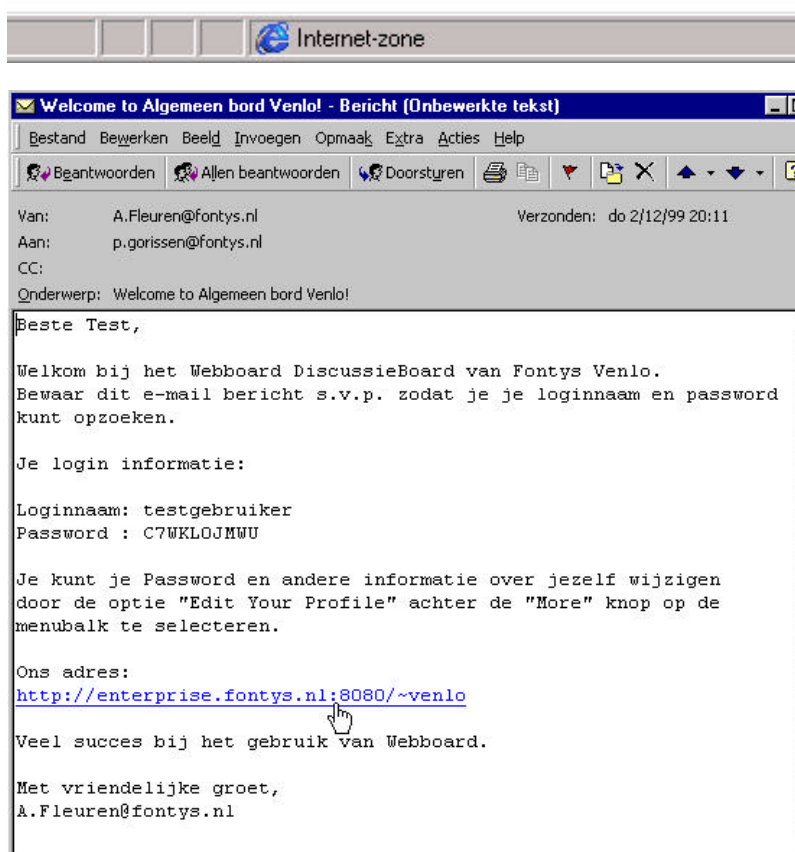 Internet-zone
Welcome to Algemeen bord Venlo! - Bericht (Onbewerkte tekst)
Bestand Bewerken Beeld Invoegen Opmaak Extra Acties Help
Beantwoorden Allen beantwoorden Doorsturen
Van: A.Fleuren@fontys.nl Verzonden: do 2/12/99 20:11
Aan: p.gorissen@fontys.nl
CC:
Onderwerp: Welcome to Algemeen bord Venlo!
Beste Test,
Welkom bij het Webboard DiscussieBoard van Fontys Venlo.
Bewaar dit e-mail bericht s.v.p. zodat je je loginnaam en password
kunt opzoeken.
Je login informatie:
Loginnaam: testgebruiker
Password : C7WKLOJMWU
Je kunt je Password en andere informatie over jezelf wijzigen
door de optie "Edit Your Profile" achter de "More" knop op de
menubalk te selecteren.
Ons adres:
http://enterprise.fontys.nl:8080/~venlo
Veel succes bij het gebruik van Webboard.
Met vriendelijke groet,
A.Fleuren@fontys.nl